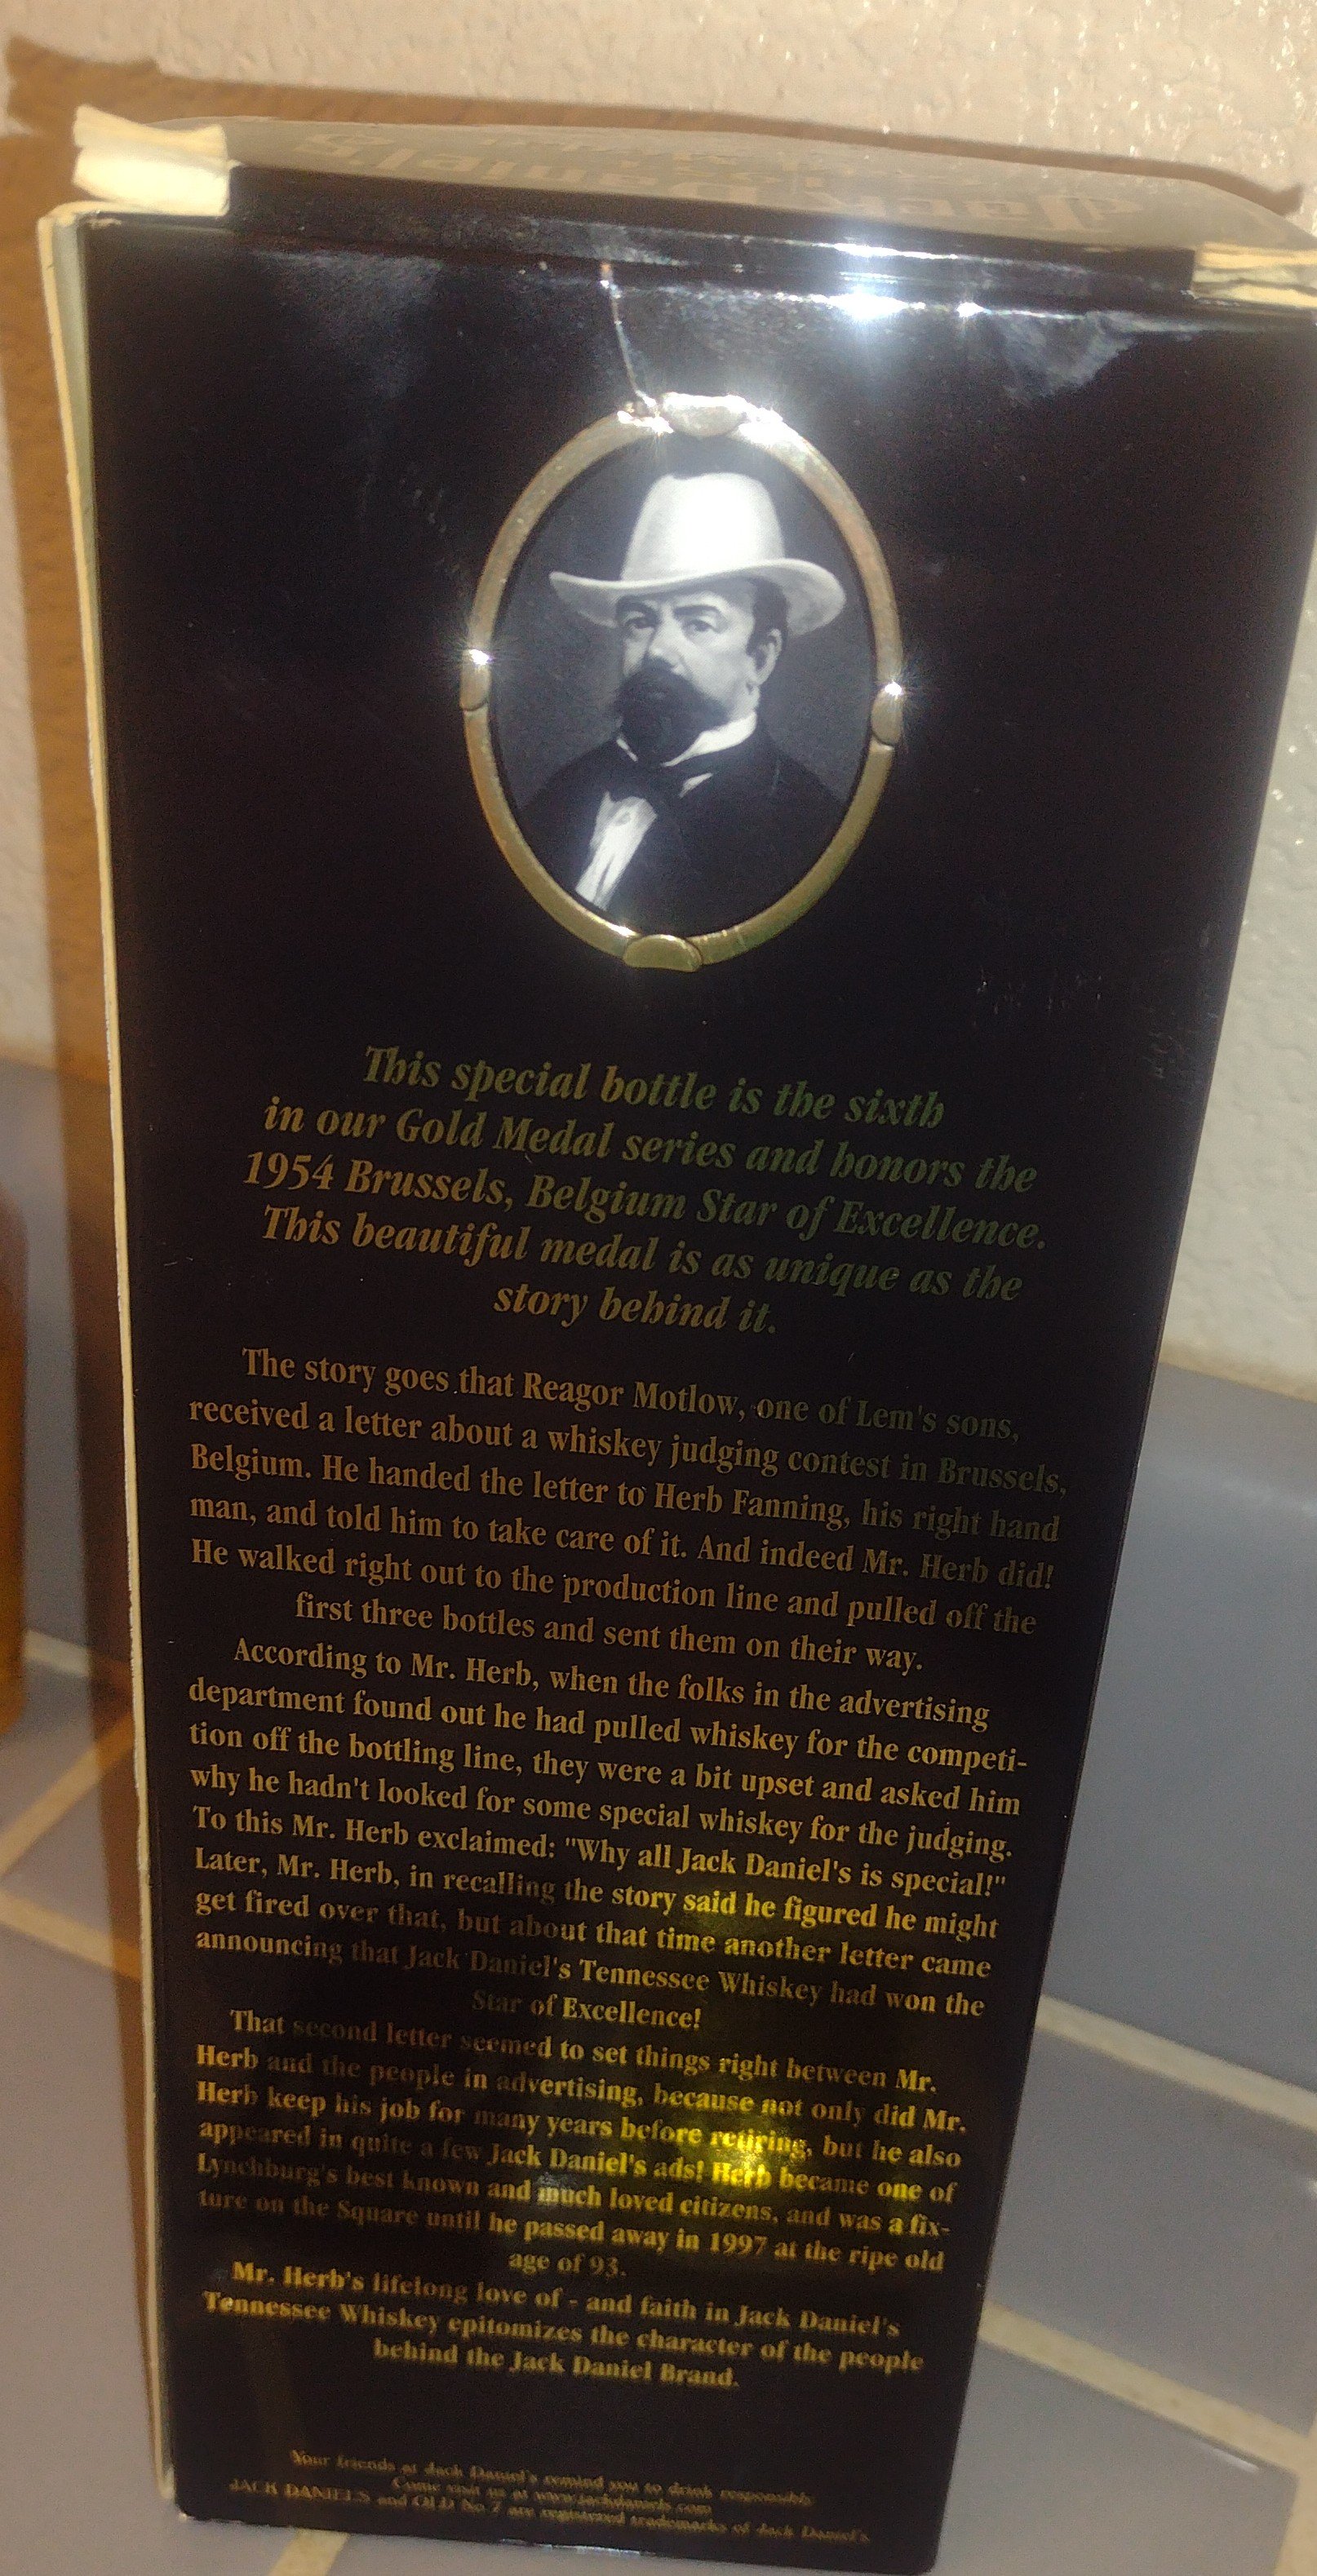 Jack Daniel's
This special bottle is the sixth
in our Gold Medal series and honors the
1954 Brussels, Belgium Star of Excellence.
This beautiful medal is as unique as the
story behind it.
The story goes that Reagor Motlow, one of Lem's sons,
received a letter about a whiskey judging contest in Brussels,
Belgium. He handed the letter to Herb Fanning, his right hand
man, and told him to take care of it. And indeed Mr. Herb did!
He walked right out to the production line and pulled off the
first three bottles and sent them on their way.
According to Mr. Herb, when the folks in the advertising
department found out he had pulled whiskey for the competi-
tion off the bottling line, they were a bit upset and asked him
why he hadn't looked for some special whiskey for the judging.
To this Mr. Herb exclaimed: "Why all Jack Daniel's is special!"
Later, Mr. Herb, in recalling the story said he figured he might
get fired over that, but about that time another letter came
announcing that Jack Daniel's Tennessee Whiskey had won the
Star of Excellence!
That second letter seemed to set things right between Mr.
Herb and the people in advertising, because not only did Mr.
Herb keep his job for many years before retiring, but he also
appeared in quite a few Jack Daniel's ads! Herb became one of
Lynchburg's best known and much loved citizens, and was a fix-
ture on the Square until he passed away in 1997 at the ripe old
age of 93.
Mr. Herb's lifelong love of - and faith in Jack Daniel's
Tennessee Whiskey epitomizes the character of the people
behind the Jack Daniel Brand.
Your friends at Jack Daniel's remind you to drink responsibly.
Come visit us at www.jackdaniels.com
JACK DANIEL'S and OLD No. 7 are registered trademarks of Jack Daniel's